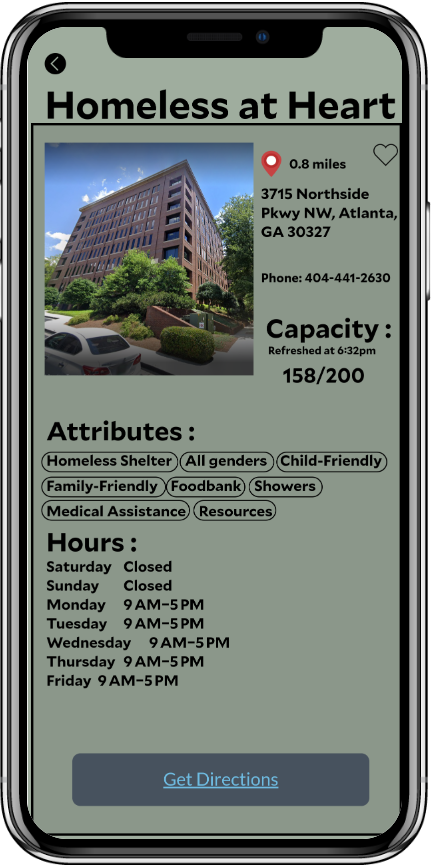 Homeless at Heart
0.8 miles
3715 Northside
Pkwy NW, Atlanta,
GA 30327
Phone: 404-441-2630
Capacity :
Refreshed at 6:32pm
158/200
Attributes :
Homeless Shelter All genders Child-Friendly
Family-Friendly Foodbank Showers
Medical Assistance Resources
Hours :
Saturday Closed
Sunday Closed
Monday 9 AM–5 PM
Tuesday 9 AM–5 PM
Wednesday 9 AM–5 PM
Thursday 9 AM–5 PM
Friday 9 AM–5 PM
Get Directions